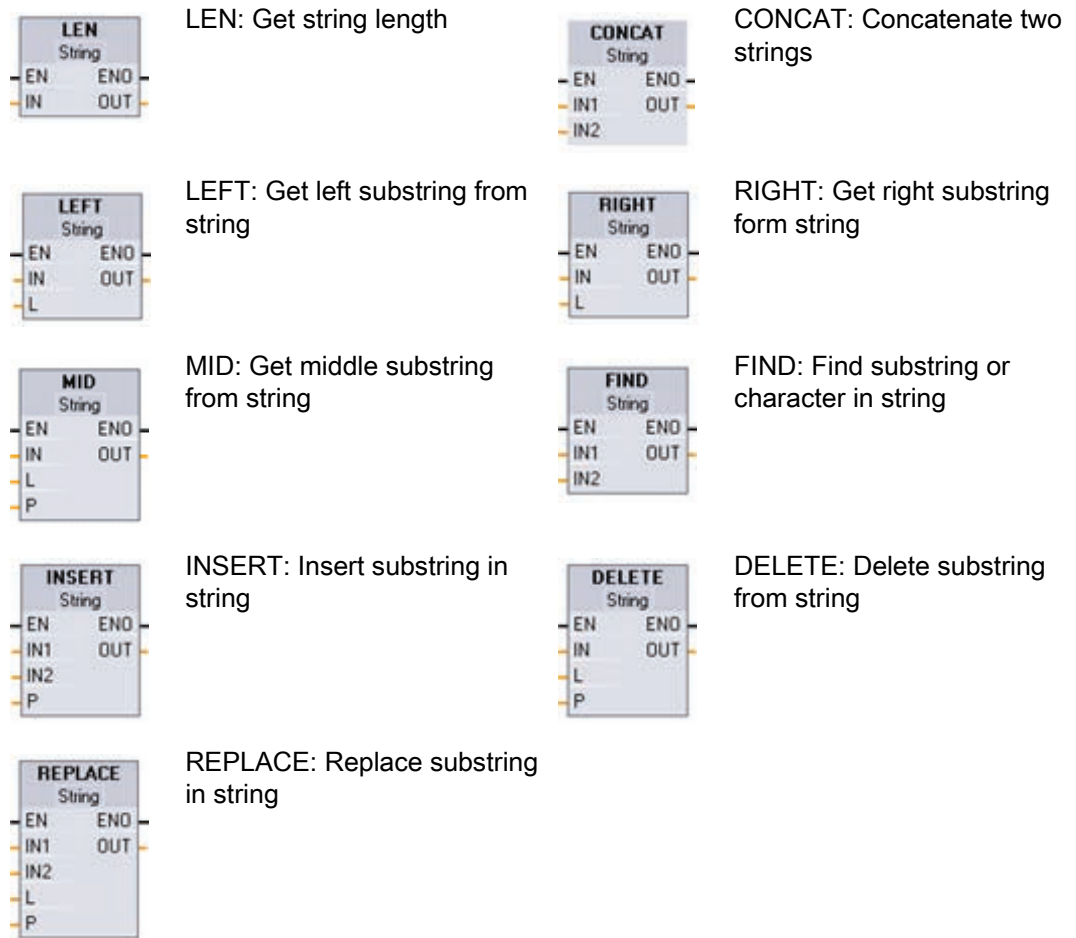 LEN
String
EN ENO
IN OUT
LEN: Get string length
CONCAT
String
EN ENO
IN1 OUT
IN2
CONCAT: Concatenate two
strings
LEFT
String
EN ENO
IN OUT
L
LEFT: Get left substring from
string
RIGHT
String
EN ENO
IN OUT
L
RIGHT: Get right substring
form string
MID
String
EN ENO
IN OUT
L
P
MID: Get middle substring
from string
FIND
String
EN ENO
IN1 OUT
IN2
FIND: Find substring or
character in string
INSERT
String
EN ENO
IN1 OUT
IN2
P
INSERT: Insert substring in
string
DELETE
String
EN ENO
IN OUT
L
P
DELETE: Delete substring
from string
REPLACE
String
EN ENO
IN1 OUT
IN2
L
P
REPLACE: Replace substring
in string